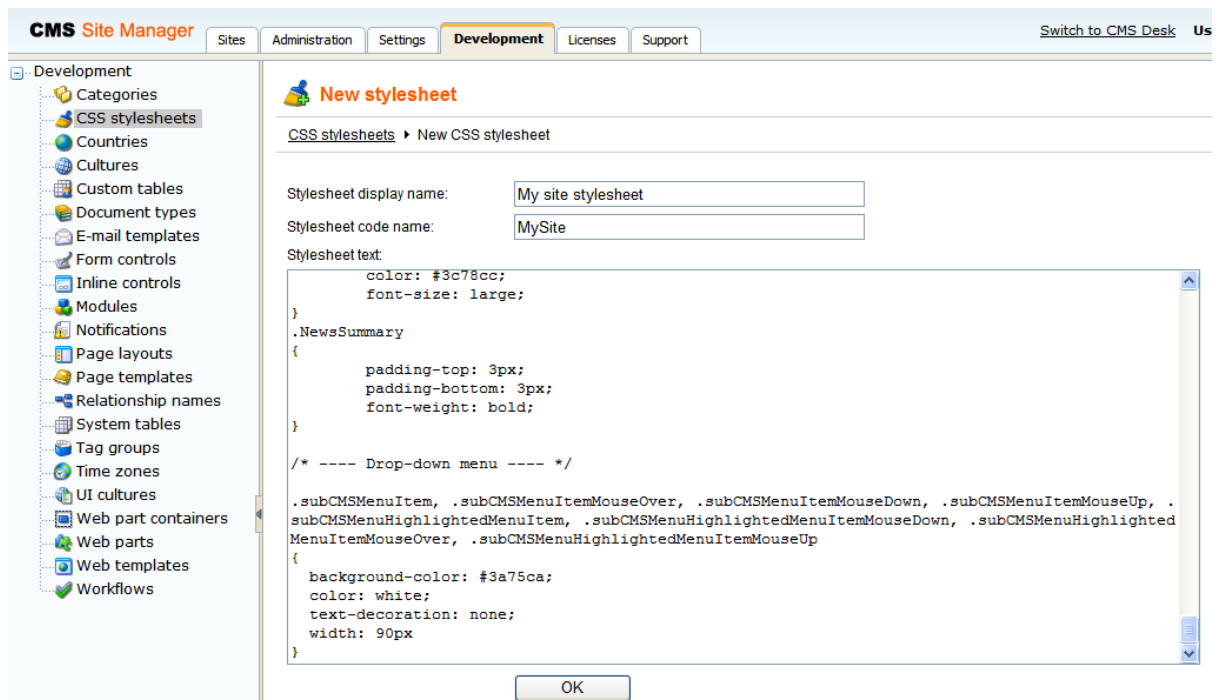 CMS Site Manager
Sites Administration Settings Development Licenses Support
Switch to CMS Desk Us
Development
Categories
CSS stylesheets
Countries
Cultures
Custom tables
Document types
E-mail templates
Form controls
Inline controls
Modules
Notifications
Page layouts
Page templates
Relationship names
System tables
Tag groups
Time zones
UI cultures
Web part containers
Web parts
Web templates
Workflows
New stylesheet
CSS stylesheets New CSS stylesheet
Stylesheet display name: My site stylesheet
Stylesheet code name: MySite
Stylesheet text:
color: #3c78cc;
font-size: large;
}
.NewsSummary
{
padding-top: 3px;
padding-bottom: 3px;
font-weight: bold;
}
/* ---- Drop-down menu ---- */
.subCMSMenuItem, .subCMSMenuItemMouseOver, .subCMSMenuItemMouseDown, .subCMSMenuItemMouseUp, .
subCMSMenuHighlightedMenuItem, .subCMSMenuHighlightedMenuItemMouseDown, .subCMSMenuHighlighted
MenuItemMouseOver, .subCMSMenuHighlightedMenuItemMouseUp
{
background-color: #3a75ca;
color: white;
text-decoration: none;
width: 90px
}
OK